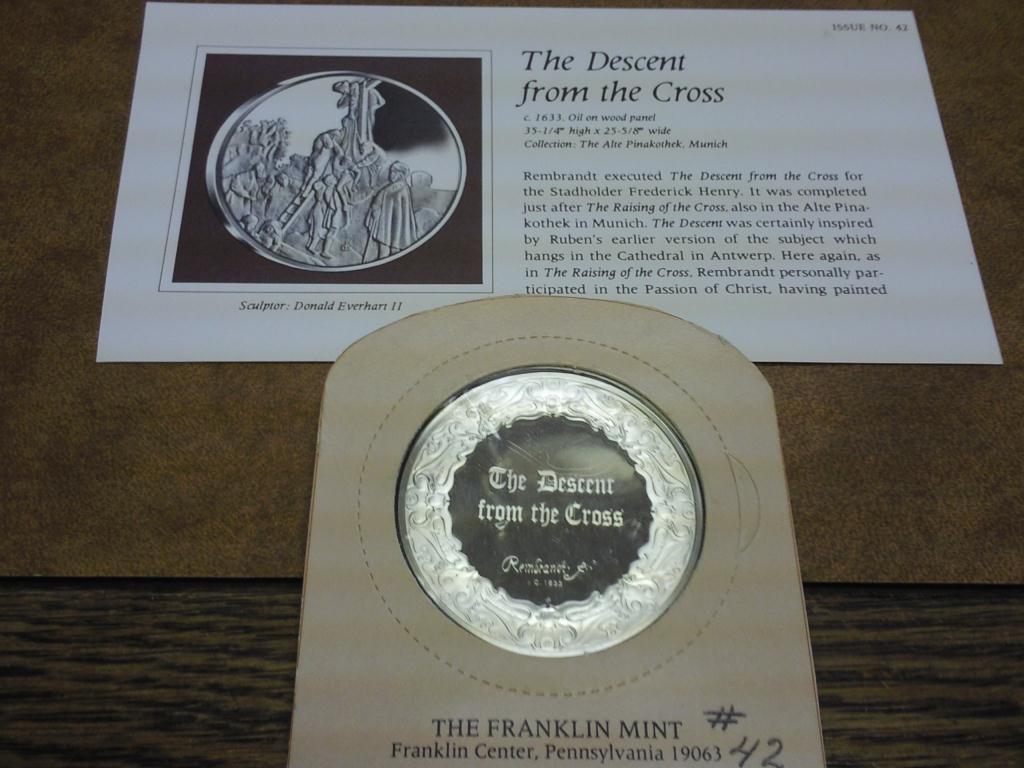 ISSUE NO. 42
The Descent
from the Cross
c. 1633. Oil on wood panel
35-1/4" high x 25-5/8" wide
Collection: The Alte Pinakothek, Munich
Rembrandt executed The Descent from the Cross for
the Stadholder Frederick Henry. It was completed
just after The Raising of the Cross, also in the Alte Pina-
kothek in Munich. The Descent was certainly inspired
by Ruben's earlier version of the subject which
hangs in the Cathedral in Antwerp. Here again, as
in The Raising of the Cross, Rembrandt personally par-
ticipated in the Passion of Christ, having painted
Sculptor: Donald Everhart II
The Descent
from the Cross
Rembrandt
C. 1633
THE FRANKLIN MINT
Franklin Center, Pennsylvania 19063
# 42